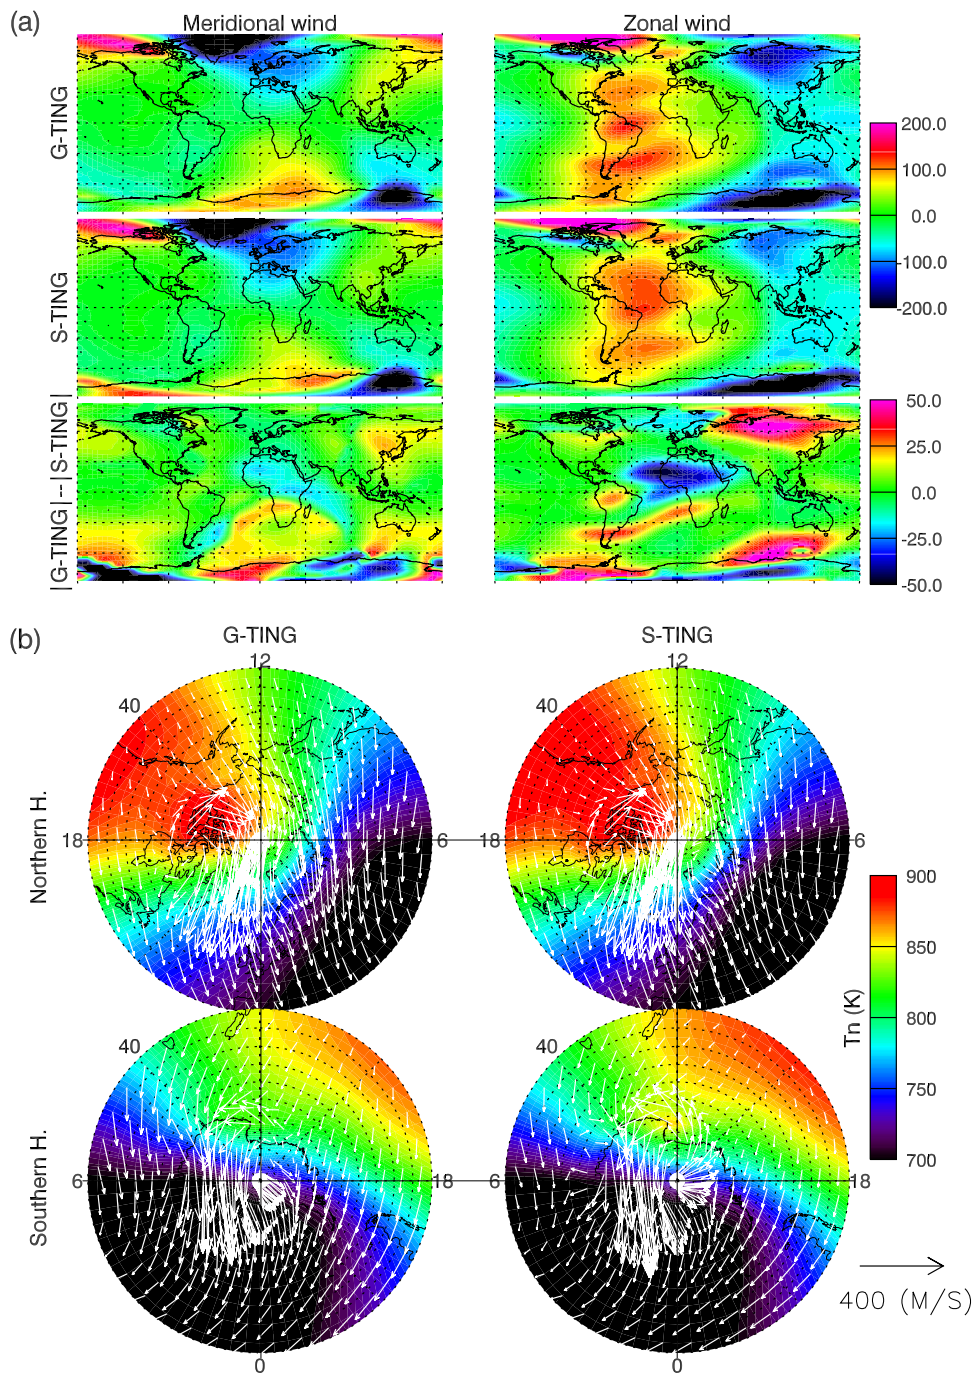 (a)
Meridional wind
Zonal wind
G-TING
S-TING
|G-TING|--|S-TING|
200.0
100.0
0.0
-100.0
-200.0
50.0
25.0
0.0
-25.0
-50.0
(b)
G-TING
S-TING
12
12
40
40
Northern H.
18
18
6
6
40
40
Southern H.
6
18
6
18
0
0
900
850
800
750
700
Tn (K)
400 (M/S)